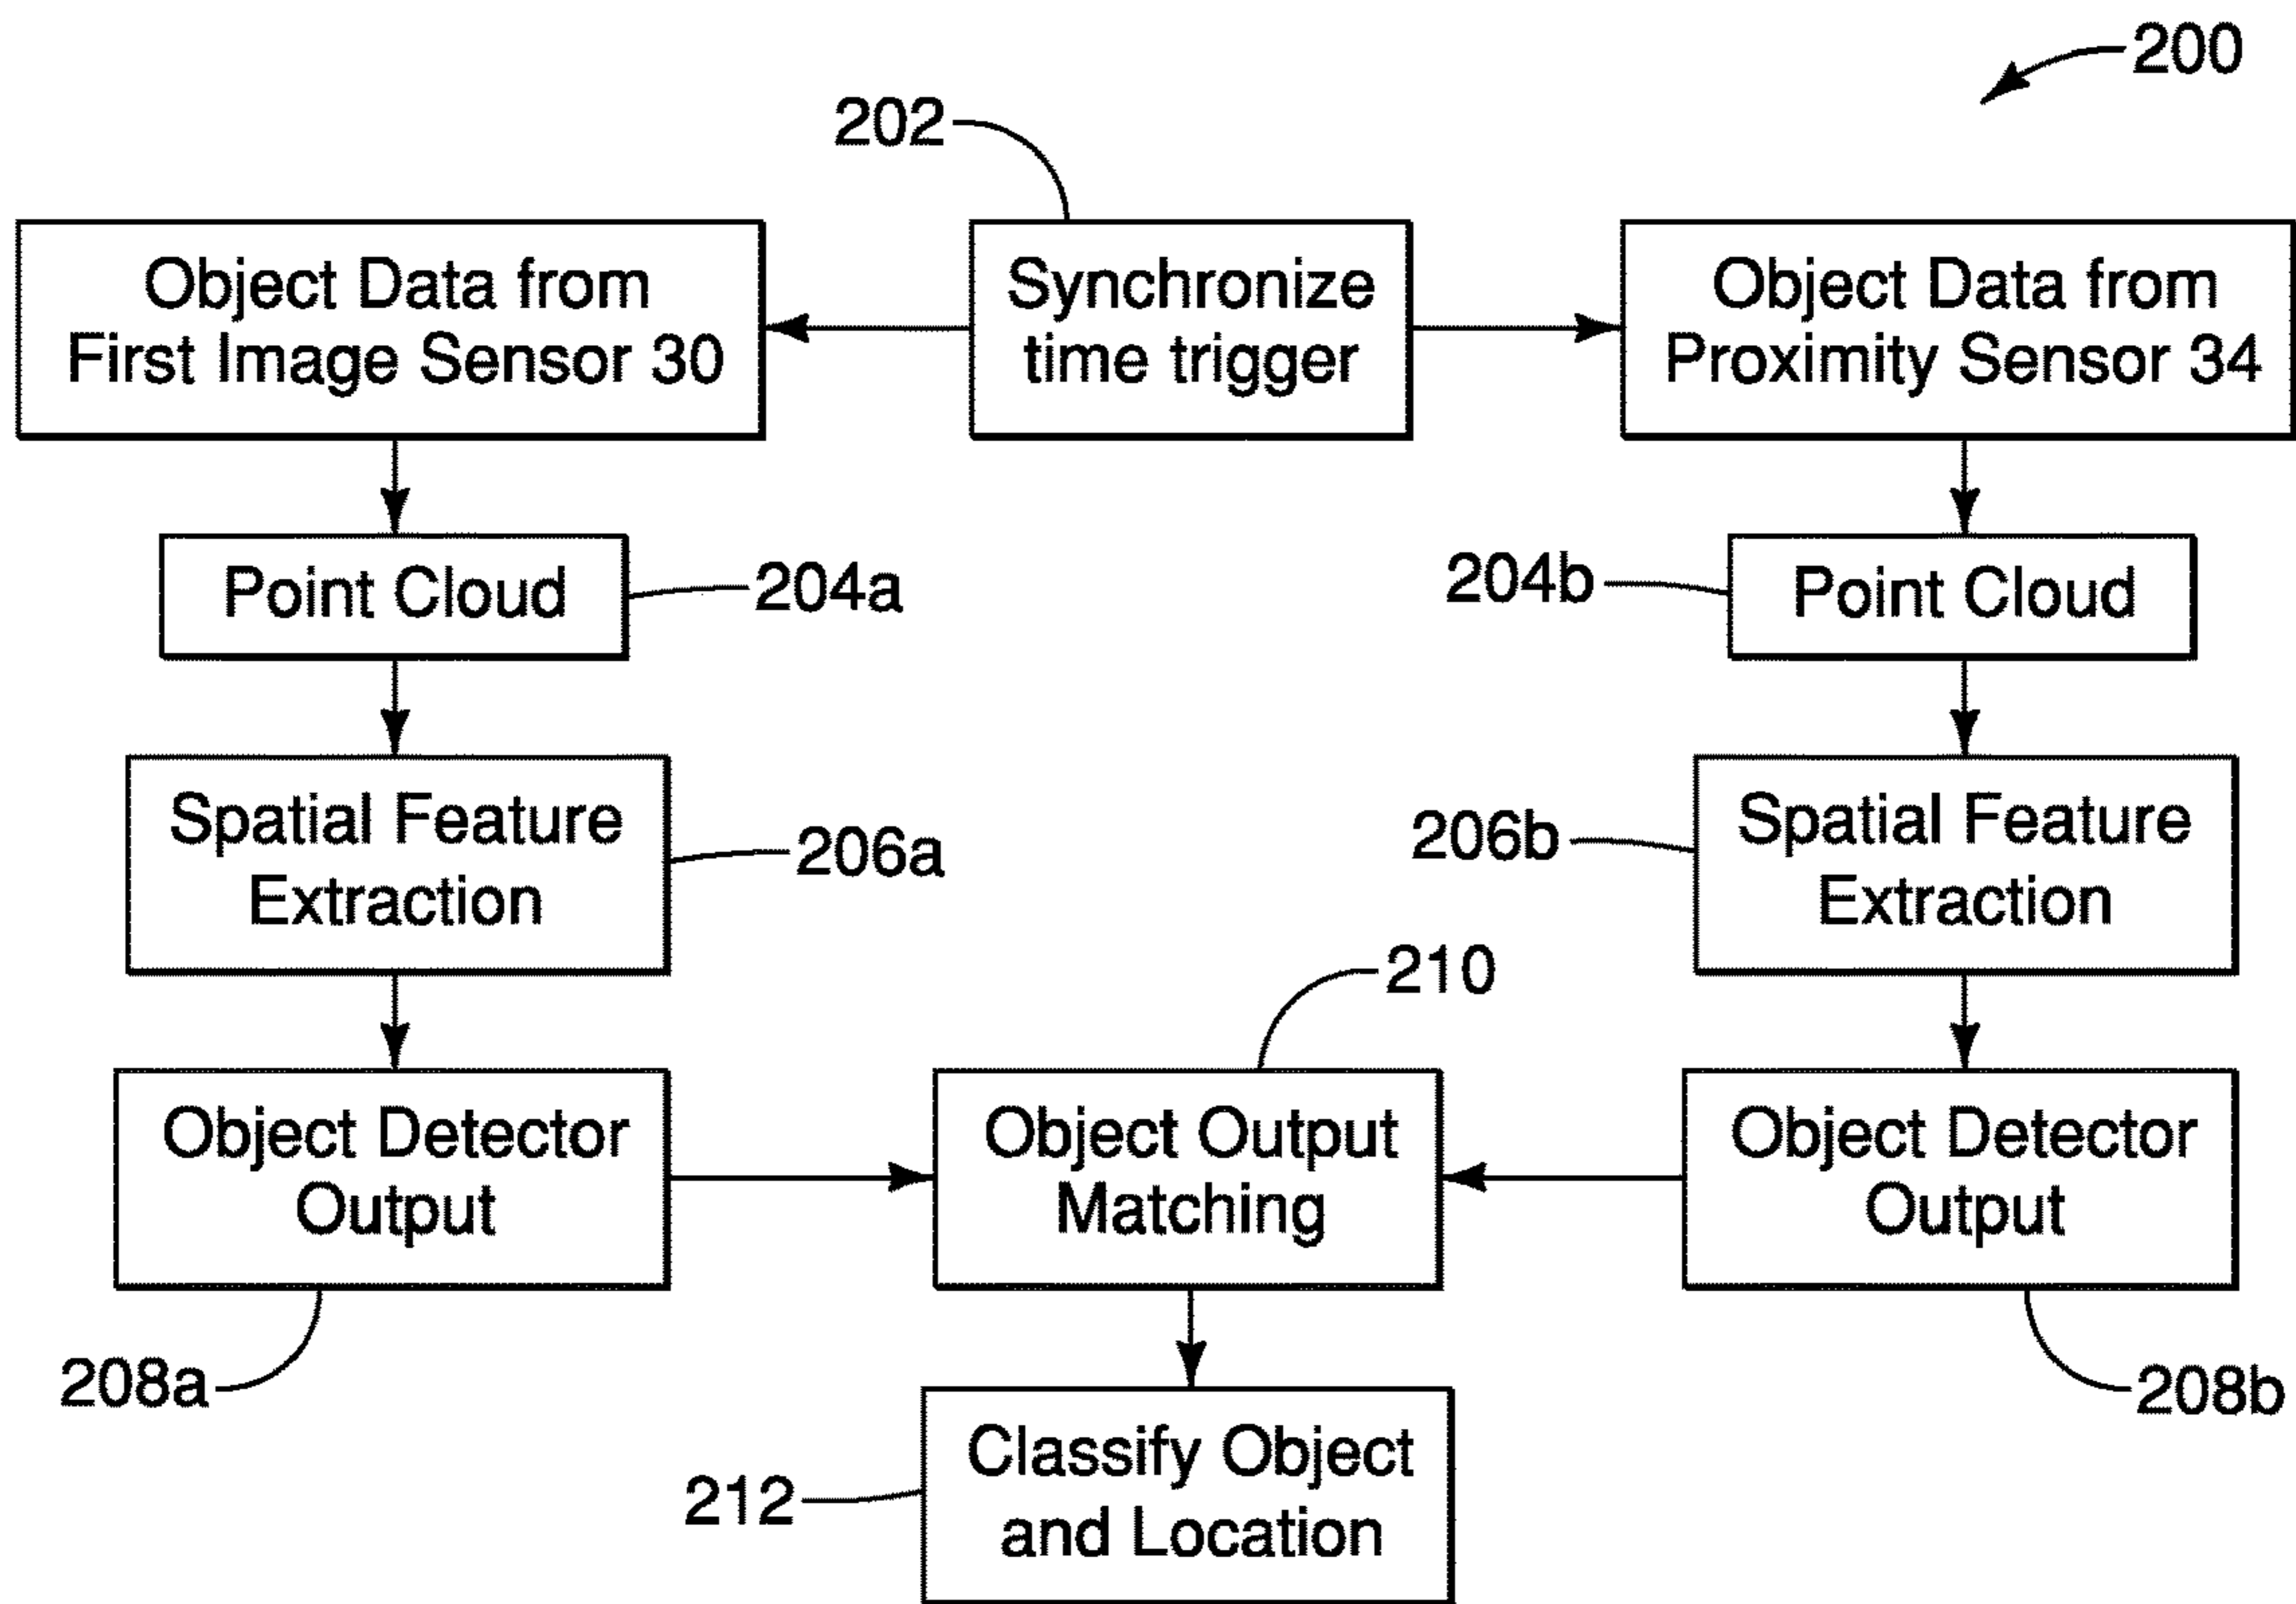 200
202
Object Data from
First Image Sensor 30
Synchronize
time trigger
Object Data from
Proximity Sensor 34
Point Cloud
204a
204b
Point Cloud
Spatial Feature
Extraction
206a
206b
Spatial Feature
Extraction
210
Object Detector
Output
Object Output
Matching
Object Detector
Output
208a
208b
212
Classify Object
and Location